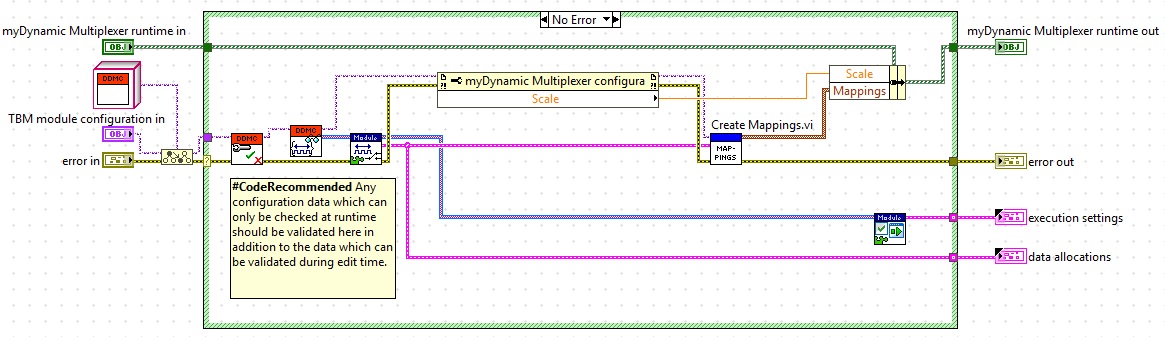 No Error
myDynamic Multiplexer runtime in
myDynamic Multiplexer runtime out
OBJ
OBJ
DDMC
myDynamic Multiplexer configura
Scale
Scale
Mappings
TBM module configuration in
OBJ
Create Mappings.vi
DDMC
DDMC
Module
MAP-
PINGS
error in
?
error out
#CodeRecommended Any
configuration data which can
only be checked at runtime
should be validated here in
addition to the data which can
be validated during edit time.
Module
execution settings
data allocations